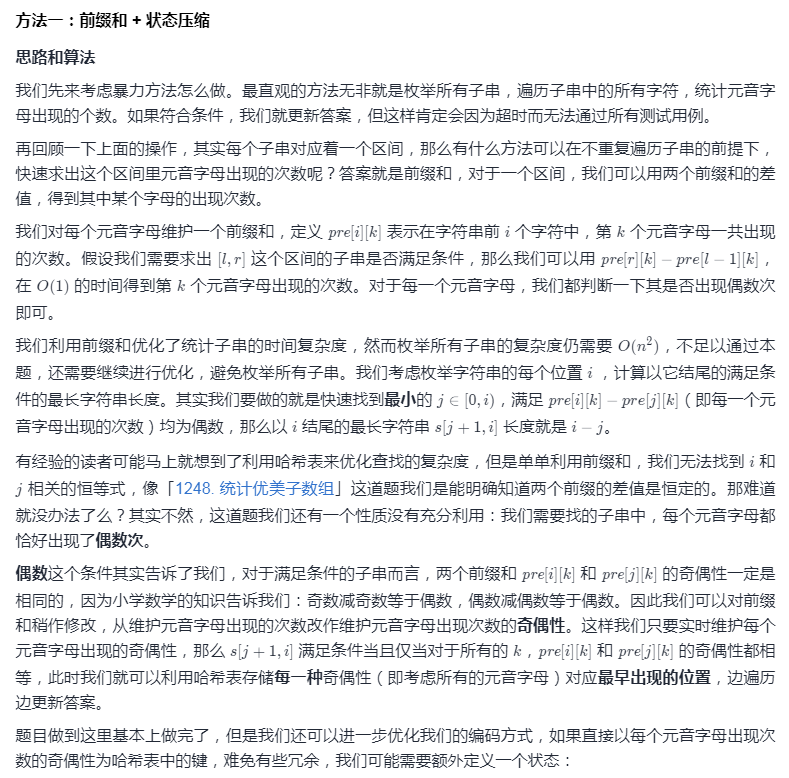 方法一：前缀和 + 状态压缩
思路和算法
我们先来考虑暴力方法怎么做。最直观的方法无非就是枚举所有子串，遍历子串中的所有字符，统计元音字
母出现的个数。如果符合条件，我们就更新答案，但这样肯定会因为超时而无法通过所有测试用例。
再回顾一下上面的操作，其实每个子串对应着一个区间，那么有什么方法可以在不重复遍历子串的前提下，
快速求出这个区间里元音字母出现的次数呢？答案就是前缀和，对于一个区间，我们可以用两个前缀和的差
值，得到其中某个字母的出现次数。
我们对每个元音字母维护一个前缀和，定义 pre[i][k] 表示在字符串前 i 个字符中，第 k 个元音字母一共出现
的次数。假设我们需要求出 [l, r] 这个区间的子串是否满足条件，那么我们可以用 pre[r][k] − pre[l − 1][k]，
在 O(1) 的时间得到第 k 个元音字母出现的次数。对于每一个元音字母，我们都判断一下其是否出现偶数次
即可。
我们利用前缀和优化了统计子串的时间复杂度，然而枚举所有子串的复杂度仍需要 O(n²)，不足以通过本
题，还需要继续进行优化，避免枚举所有子串。我们考虑枚举字符串的每个位置 i ，计算以它结尾的满足条
件的最长字符串长度。其实我们要做的就是快速找到最小的 j ∈ [0, i)，满足 pre[i][k] − pre[j][k]（即每一个元
音字母出现的次数）均为偶数，那么以 i 结尾的最长字符串 s[j + 1, i] 长度就是 i − j。
有经验的读者可能马上就想到了利用哈希表来优化查找的复杂度，但是单单利用前缀和，我们无法找到 i 和
j 相关的恒等式，像「1248. 统计优美子数组」这道题我们是能明确知道两个前缀的差值是恒定的。那难道
就没办法了么？其实不然，这道题我们还有一个性质没有充分利用：我们需要找的子串中，每个元音字母都
恰好出现了偶数次。
偶数这个条件其实告诉了我们，对于满足条件的子串而言，两个前缀和 pre[i][k] 和 pre[j][k] 的奇偶性一定是
相同的，因为小学数学的知识告诉我们：奇数减奇数等于偶数，偶数减偶数等于偶数。因此我们可以对前缀
和稍作修改，从维护元音字母出现的次数改作维护元音字母出现次数的奇偶性。这样我们只要实时维护每个
元音字母出现的奇偶性，那么 s[j + 1, i] 满足条件当且仅当对于所有的 k，pre[i][k] 和 pre[j][k] 的奇偶性都相
等，此时我们就可以利用哈希表存储每一种奇偶性（即考虑所有的元音字母）对应最早出现的位置，边遍历
边更新答案。
题目做到这里基本上做完了，但是我们还可以进一步优化我们的编码方式，如果直接以每个元音字母出现次
数的奇偶性为哈希表中的键，难免有些冗余，我们可能需要额外定义一个状态：